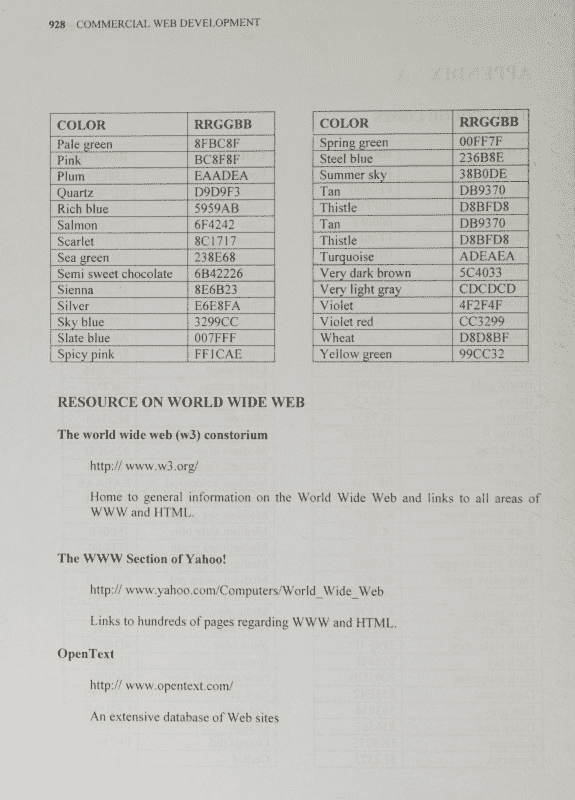 928 COMMERCIAL WEB DEVELOPMENT
COLOR RRGGBB
Pale green 8FBC8F
Pink BC8F8F
Plum EAADEA
Quartz D9D9F3
Rich blue 5959AB
Salmon 6F4242
Scarlet 8C1717
Sea green 238E68
Semi sweet chocolate 6B42226
Sienna 8E6B23
Silver E6E8FA
Sky blue 3299CC
Slate blue 007FFF
Spicy pink FF1CAE
COLOR RRGGBB
Spring green 00FF7F
Steel blue 236B8E
Summer sky 38B0DE
Tan DB9370
Thistle D8BFD8
Tan DB9370
Thistle D8BFD8
Turquoise ADEAEA
Very dark brown 5C4033
Very light gray CDCDCD
Violet 4F2F4F
Violet red CC3299
Wheat D8D8BF
Yellow green 99CC32
RESOURCE ON WORLD WIDE WEB
The world wide web (w3) constorium
http:// www.w3.org/
Home to general information on the World Wide Web and links to all areas of
WWW and HTML.
The WWW Section of Yahoo!
http:// www.yahoo.com/Computers/World_Wide_Web
Links to hundreds of pages regarding WWW and HTML.
OpenText
http:// www.opentext.com/
An extensive database of Web sites